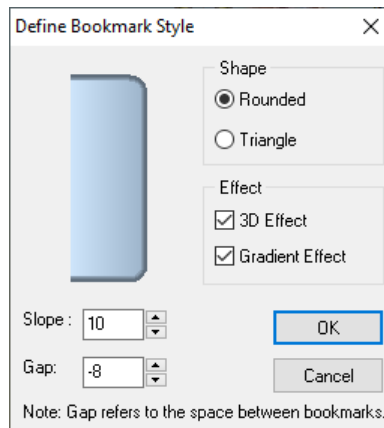 Define Bookmark Style
Shape
Rounded
Triangle
Effect
3D Effect
Gradient Effect
Slope : 10
OK
Gap: -8
Cancel
Note: Gap refers to the space between bookmarks.